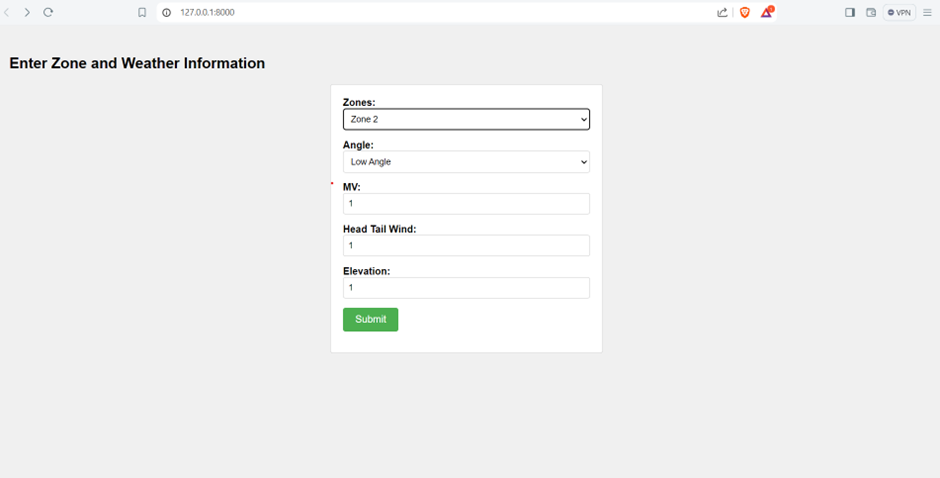 127.0.0.1:8000
VPN
Enter Zone and Weather Information
Zones:
Zone 2
Angle:
Low Angle
MV:
1
Head Tail Wind:
1
Elevation:
1
Submit